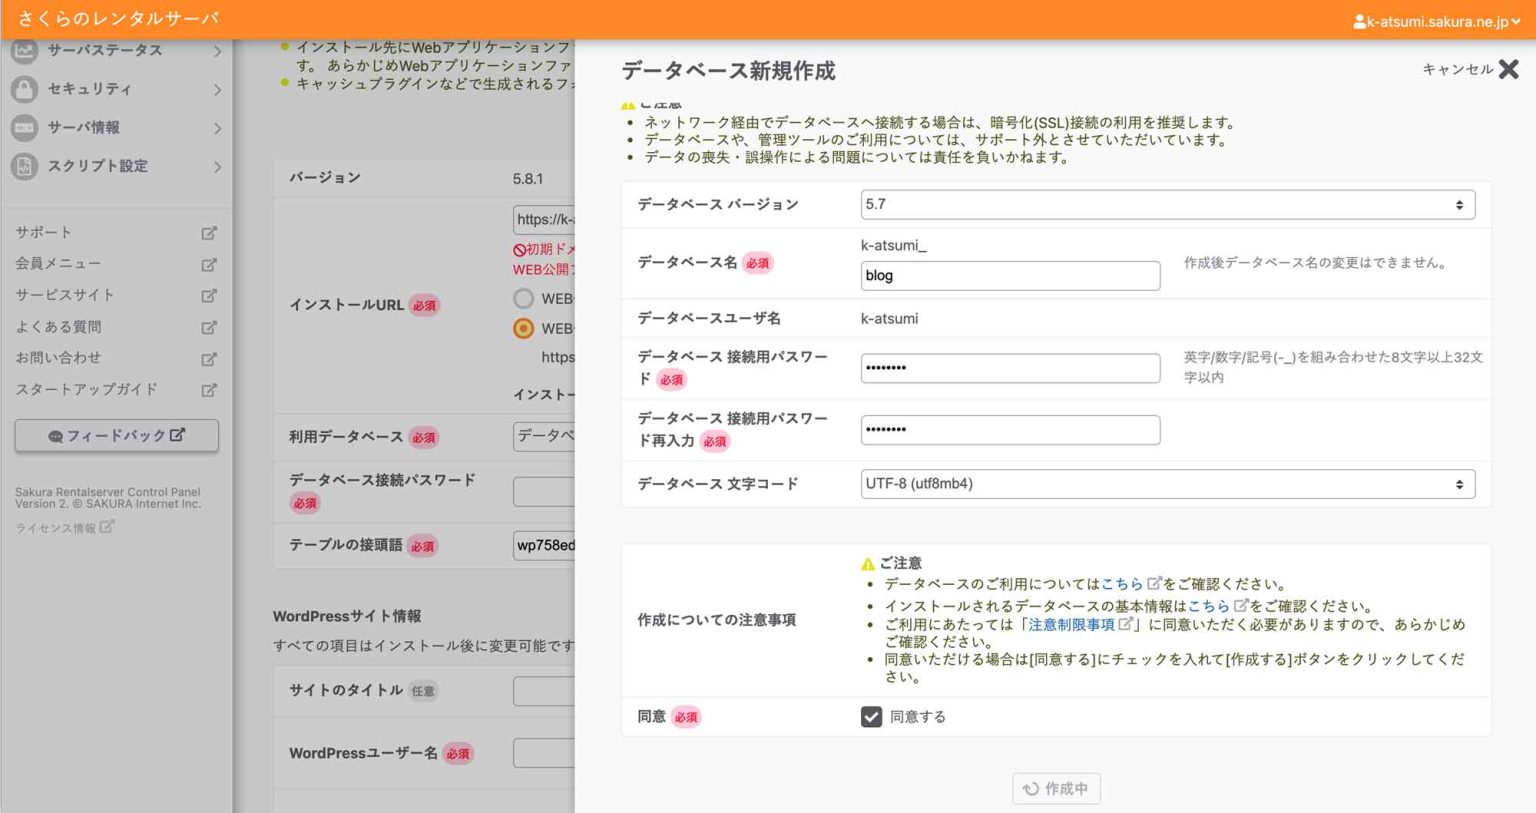 さくらのレンタルサーバ
k-atsumi.sakura.ne.jp
サーバステータス
セキュリティ
サーバ情報
スクリプト設定
サポート
会員メニュー
サービスサイト
よくある質問
お問い合わせ
スタートアップガイド
フィードバック
Sakura Rentalserver Control Panel
Version 2. © SAKURA Internet Inc.
ライセンス情報
インストール先にWebアプリケーションフ
す。 あらかじめWebアプリケーションファ
キャッシュプラグインなどで生成されるフォ
バージョン
5.8.1
インストールURL 必須
https://k-a
初期ドメ
WEB公開フ
WEB
WEB
https
インストー
利用データベース 必須
データベ
データベース接続パスワード
必須
テーブルの接頭語 必須
wp758ed
WordPressサイト情報
すべての項目はインストール後に変更可能です
サイトのタイトル 任意
WordPressユーザー名 必須
データベース新規作成
キャンセル
ご注意
• ネットワーク経由でデータベースへ接続する場合は、暗号化(SSL)接続の利用を推奨します。
• データベースや、管理ツールのご利用については、サポート外とさせていただいています。
• データの喪失・誤操作による問題については責任を負いかねます。
データベース バージョン
5.7
データベース名 必須
k-atsumi_
blog
作成後データベース名の変更はできません。
データベースユーザ名
k-atsumi
データベース 接続用パスワー
ド 必須
••••••••
英字/数字/記号(-_)を組み合わせた8文字以上32文
字以内
データベース 接続用パスワー
ド再入力 必須
••••••••
データベース 文字コード
UTF-8 (utf8mb4)
作成についての注意事項
ご注意
• データベースのご利用についてはこちらをご確認ください。
• インストールされるデータベースの基本情報はこちらをご確認ください。
• ご利用にあたっては「注意制限事項」に同意いただく必要がありますので、あらかじめ
ご確認ください。
• 同意いただける場合は[同意する]にチェックを入れて[作成する]ボタンをクリックしてくだ
さい。
同意 必須
同意する
作成中